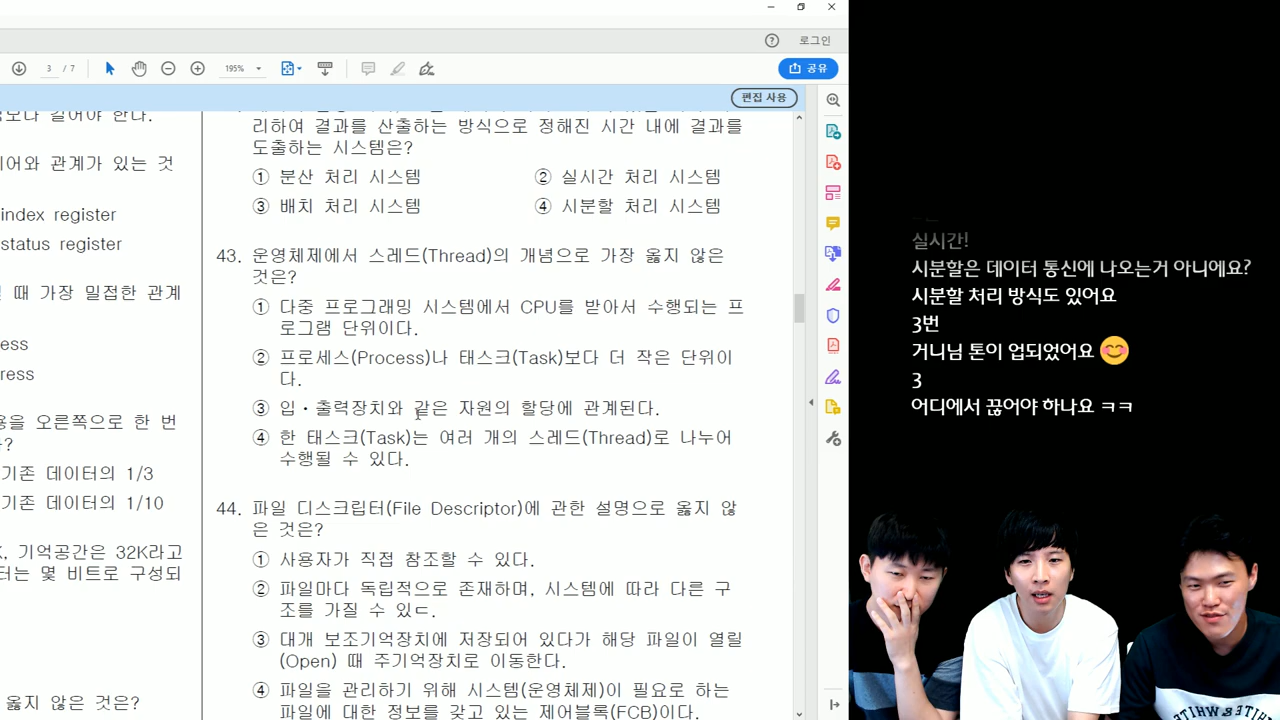 로그인
3 / 7
195%
공유
편집 사용
길어야 한다.
어와 관계가 있는 것
index register
status register
때 가장 밀접한 관계
ess
ress
용을 오른쪽으로 한 번
?
기존 데이터의 1/3
기존 데이터의 1/10
K, 기억공간은 32K라고
터는 몇 비트로 구성되
옳지 않은 것은?
리하여 결과를 산출하는 방식으로 정해진 시간 내에 결과를
도출하는 시스템은?
① 분산 처리 시스템 ② 실시간 처리 시스템
③ 배치 처리 시스템 ④ 시분할 처리 시스템
43. 운영체제에서 스레드(Thread)의 개념으로 가장 옳지 않은
것은?
① 다중 프로그래밍 시스템에서 CPU를 받아서 수행되는 프
로그램 단위이다.
② 프로세스(Process)나 태스크(Task)보다 더 작은 단위이
다.
③ 입·출력장치와 같은 자원의 할당에 관계된다.
④ 한 태스크(Task)는 여러 개의 스레드(Thread)로 나누어
수행될 수 있다.
44. 파일 디스크립터(File Descriptor)에 관한 설명으로 옳지 않
은 것은?
① 사용자가 직접 참조할 수 있다.
② 파일마다 독립적으로 존재하며, 시스템에 따라 다른 구
조를 가질 수 있ㄷ.
③ 대개 보조기억장치에 저장되어 있다가 해당 파일이 열릴
(Open) 때 주기억장치로 이동한다.
④ 파일을 관리하기 위해 시스템(운영체제)이 필요로 하는
파일에 대한 정보를 갖고 있는 제어블록(FCB)이다.
실시간!
시분할은 데이터 통신에 나오는거 아니에요?
시분할 처리 방식도 있어요
3번
거니님 톤이 업되었어요 😊
3
어디에서 끊어야 하나요 ㅋㅋ